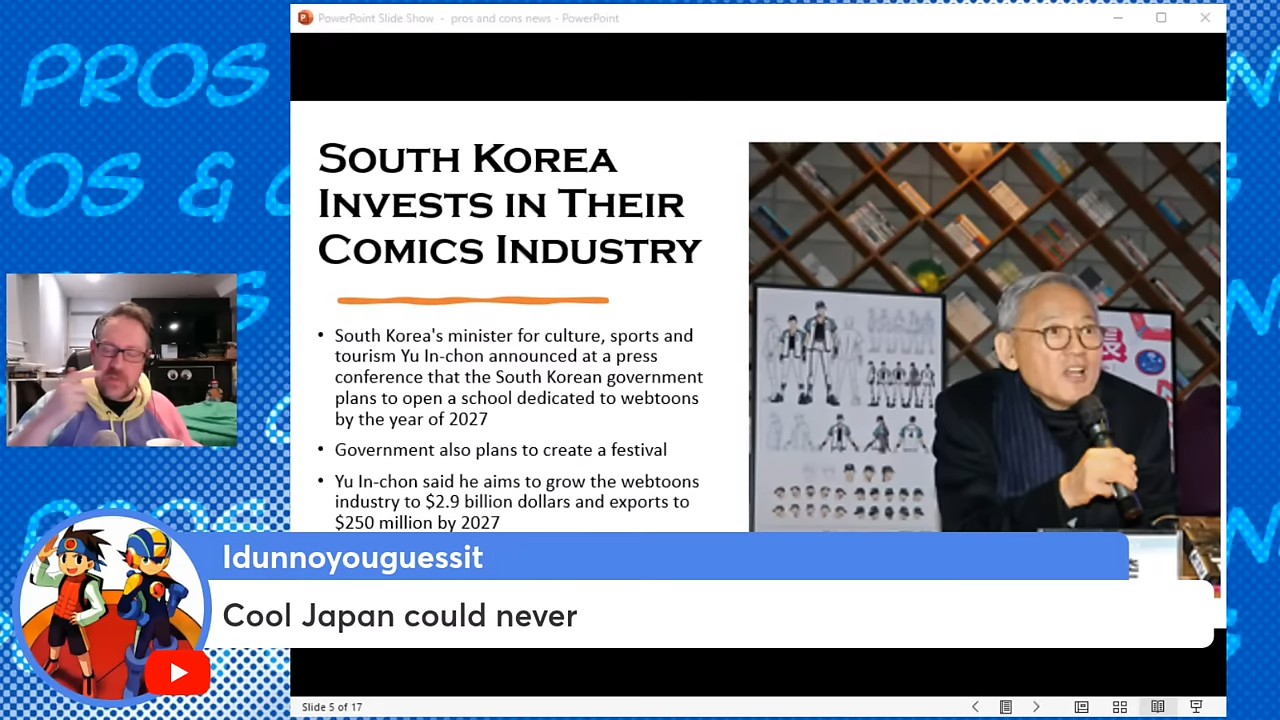 PowerPoint Slide Show - pros and cons news - PowerPoint
PROS
OS & C
South Korea
Invests in Their
Comics Industry
• South Korea's minister for culture, sports and
tourism Yu In-chon announced at a press
conference that the South Korean government
plans to open a school dedicated to webtoons
by the year of 2027
• Government also plans to create a festival
• Yu In-chon said he aims to grow the webtoons
industry to $2.9 billion dollars and exports to
$250 million by 2027
Idunnoyouguessit
Cool Japan could never
Slide 5 of 17